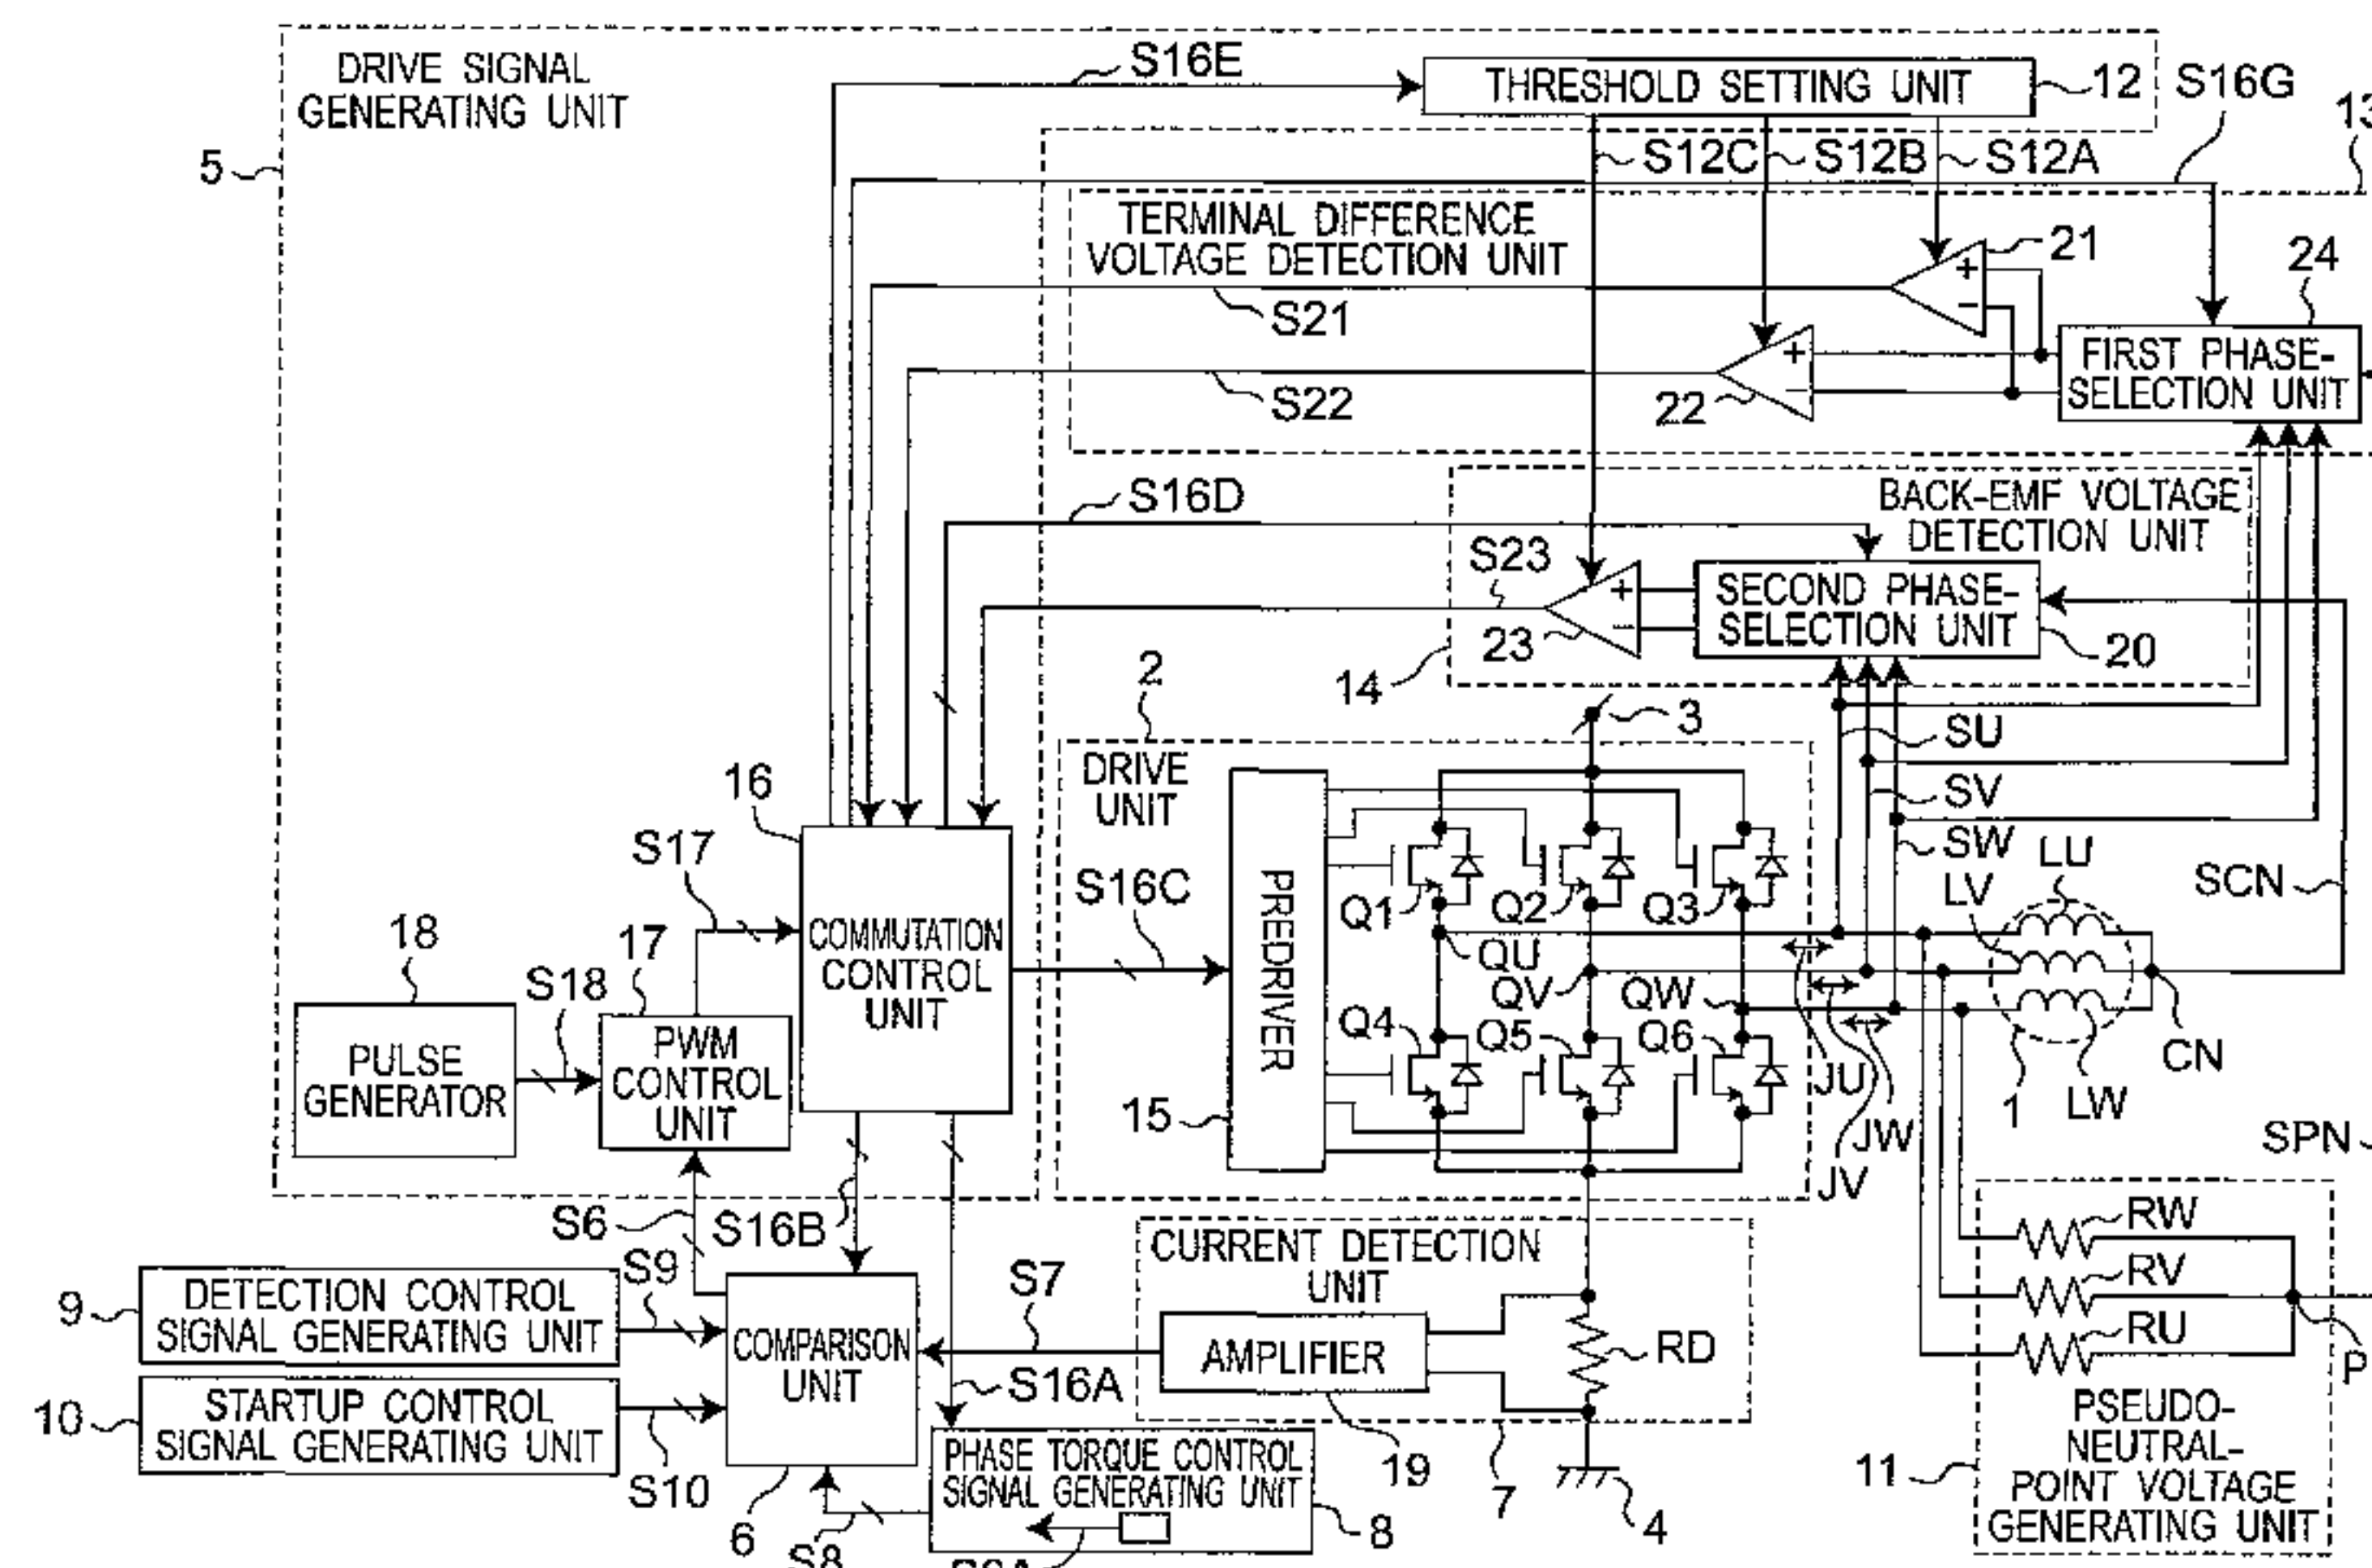 DRIVE SIGNAL
GENERATING UNIT
5
S16E
THRESHOLD SETTING UNIT
12
S16G
13
S12C
S12B
S12A
TERMINAL DIFFERENCE
VOLTAGE DETECTION UNIT
+
−
21
24
S21
+
−
22
FIRST PHASE-
SELECTION UNIT
S22
S16D
BACK-EMF VOLTAGE
DETECTION UNIT
S23
+
−
23
SECOND PHASE-
SELECTION UNIT
20
14
2
3
SU
SV
SW
DRIVE
UNIT
16
S17
S16C
PREDRIVER
Q1
Q2
Q3
LU
LV
SCN
18
S18
17
COMMUTATION
CONTROL
UNIT
QU
QV
QW
PULSE
GENERATOR
PWM
CONTROL
UNIT
Q4
Q5
Q6
15
JU
JW
JV
1
LW
CN
SPN
S6
S16B
CURRENT DETECTION
UNIT
RW
RV
RU
P
9
DETECTION CONTROL
SIGNAL GENERATING UNIT
S9
COMPARISON
UNIT
S7
AMPLIFIER
RD
S16A
10
STARTUP CONTROL
SIGNAL GENERATING UNIT
S10
PHASE TORQUE CONTROL
SIGNAL GENERATING UNIT
19
7
4
11
PSEUDO-
NEUTRAL-
POINT VOLTAGE
GENERATING UNIT
6
S8
8